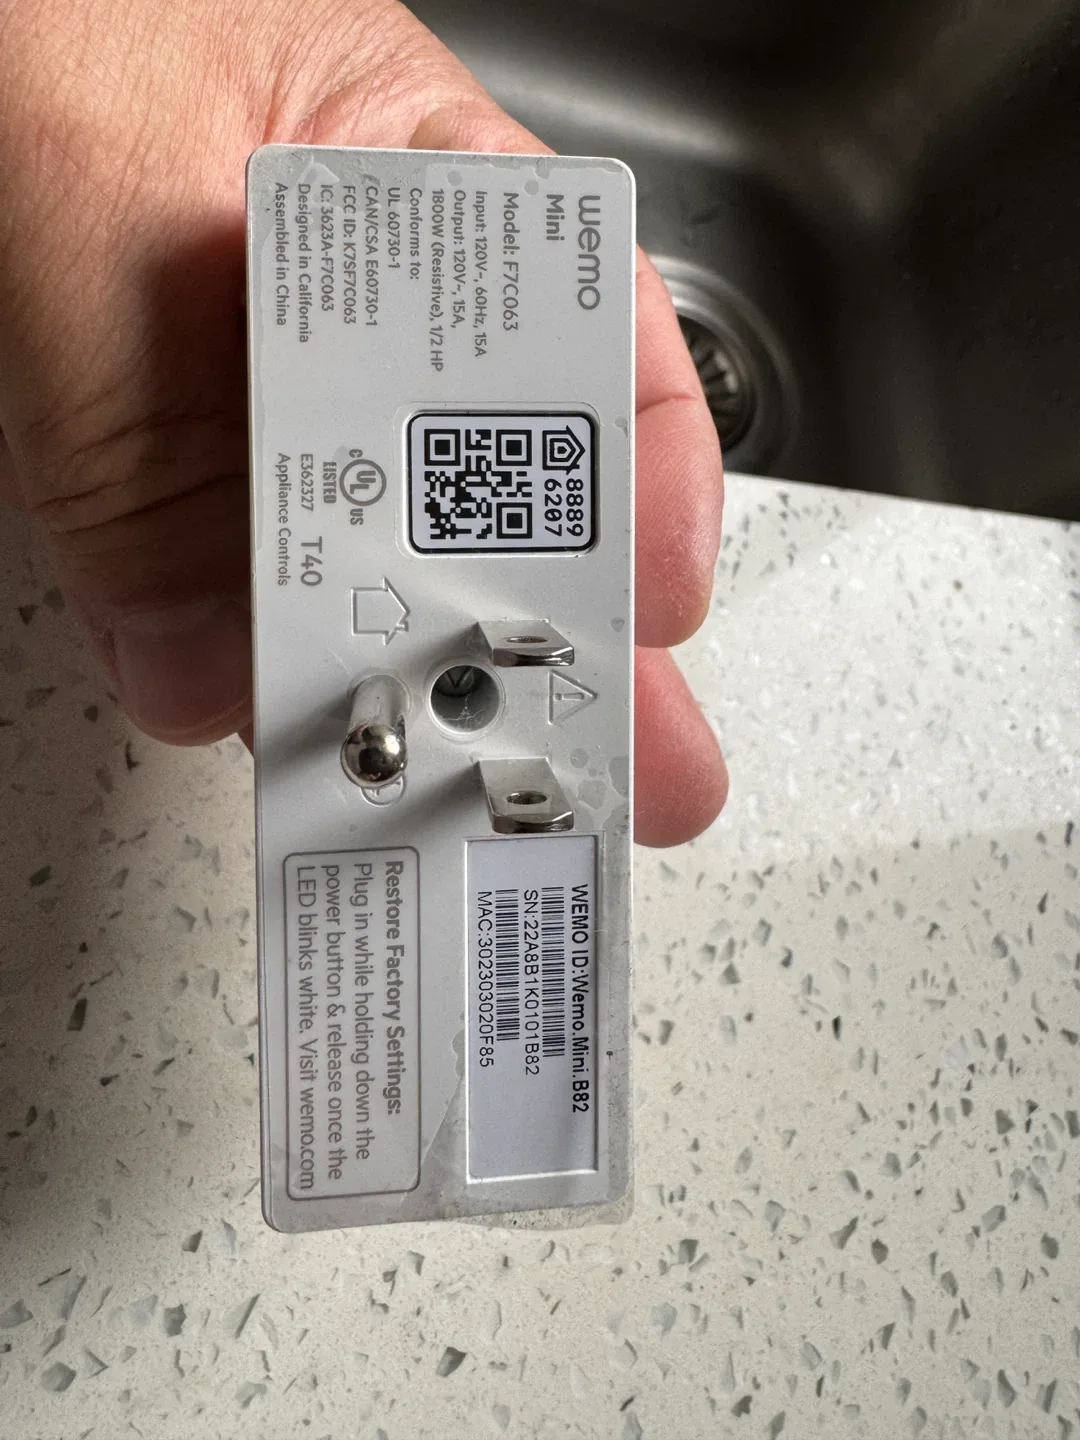 wemo
Mini
Model: F7C063
Input: 120V~, 60Hz, 15A
Output: 120V~, 15A,
1800W (Resistive), 1/2 HP
Conforms to:
UL 60730-1
CAN/CSA E60730-1
FCC ID: K7SF7C063
IC: 3623A-F7C063
Designed in California
Assembled in China
8889
6207
c UL US
LISTED
E362327 T40
Appliance Controls
WEMO ID:Wemo.Mini.B82
SN:22A8B1K0101B82
MAC:302303020F85
Restore Factory Settings:
Plug in while holding down the
power button & release once the
LED blinks white. Visit wemo.com